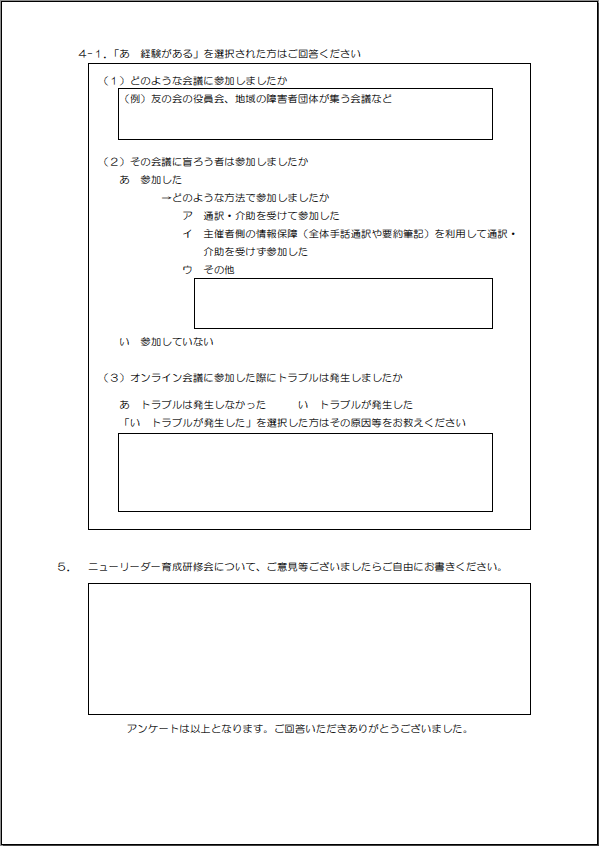 ４-１．「あ　経験がある」を選択された方はご回答ください
（１）どのような会議に参加しましたか
（例）友の会の役員会、地域の障害者団体が集う会議など
（２）その会議に盲ろう者は参加しましたか
あ　参加した
→どのような方法で参加しましたか
ア　通訳・介助を受けて参加した
イ　主催者側の情報保障（全体手話通訳や要約筆記）を利用して通訳・
介助を受けず参加した
ウ　その他
い　参加していない
（３）オンライン会議に参加した際にトラブルは発生しましたか
あ　トラブルは発生しなかった　　　い　トラブルが発生した
「い　トラブルが発生した」を選択した方はその原因等をお教えください
５．　ニューリーダー育成研修会について、ご意見等ございましたらご自由にお書きください。
アンケートは以上となります。ご回答いただきありがとうございました。